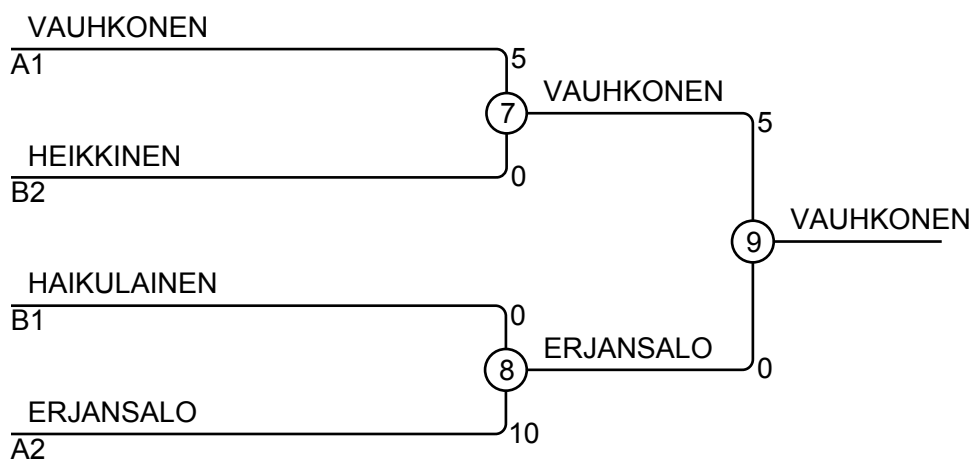 VAUHKONEN
A1
5
7
VAUHKONEN
5
HEIKKINEN
B2
0
9
VAUHKONEN
HAIKULAINEN
B1
0
8
ERJANSALO
0
ERJANSALO
A2
10